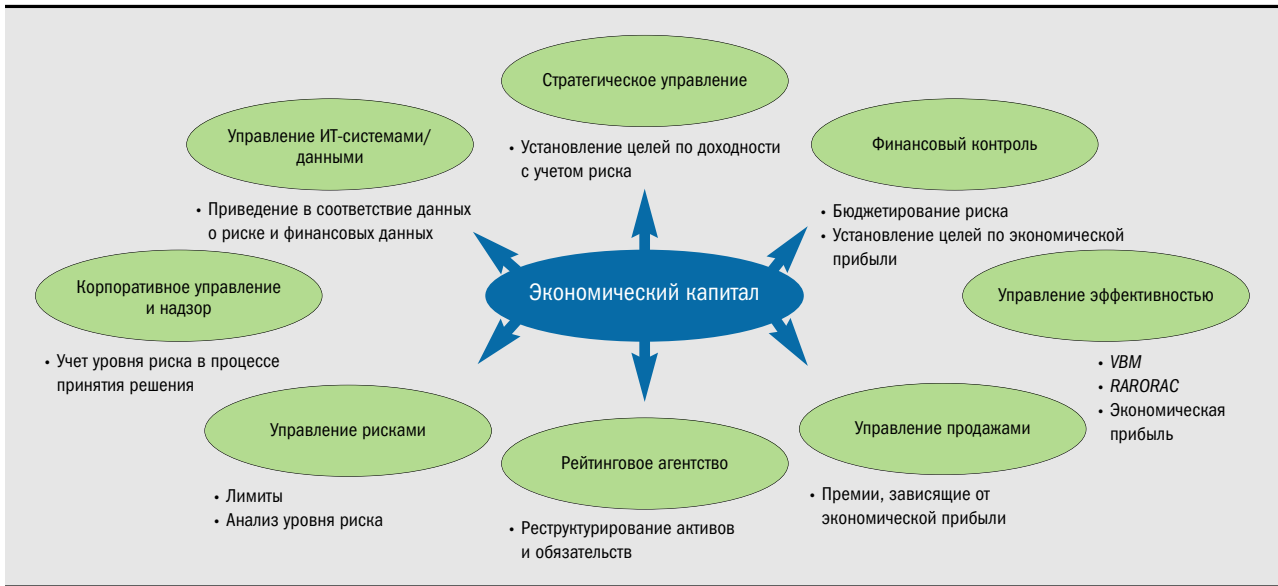 Стратегическое управление
• Установление целей по доходности
с учетом риска
Управление ИТ-системами/
данными
• Приведение в соответствие данных
о риске и финансовых данных
Финансовый контроль
• Бюджетирование риска
• Установление целей по экономической
прибыли
Корпоративное управление
и надзор
• Учет уровня риска в процессе
принятия решения
Экономический капитал
Управление эффективностью
• VBM
• RARORAC
• Экономическая
прибыль
Управление рисками
• Лимиты
• Анализ уровня риска
Рейтинговое агентство
• Реструктурирование активов
и обязательств
Управление продажами
• Премии, зависящие от
экономической прибыли